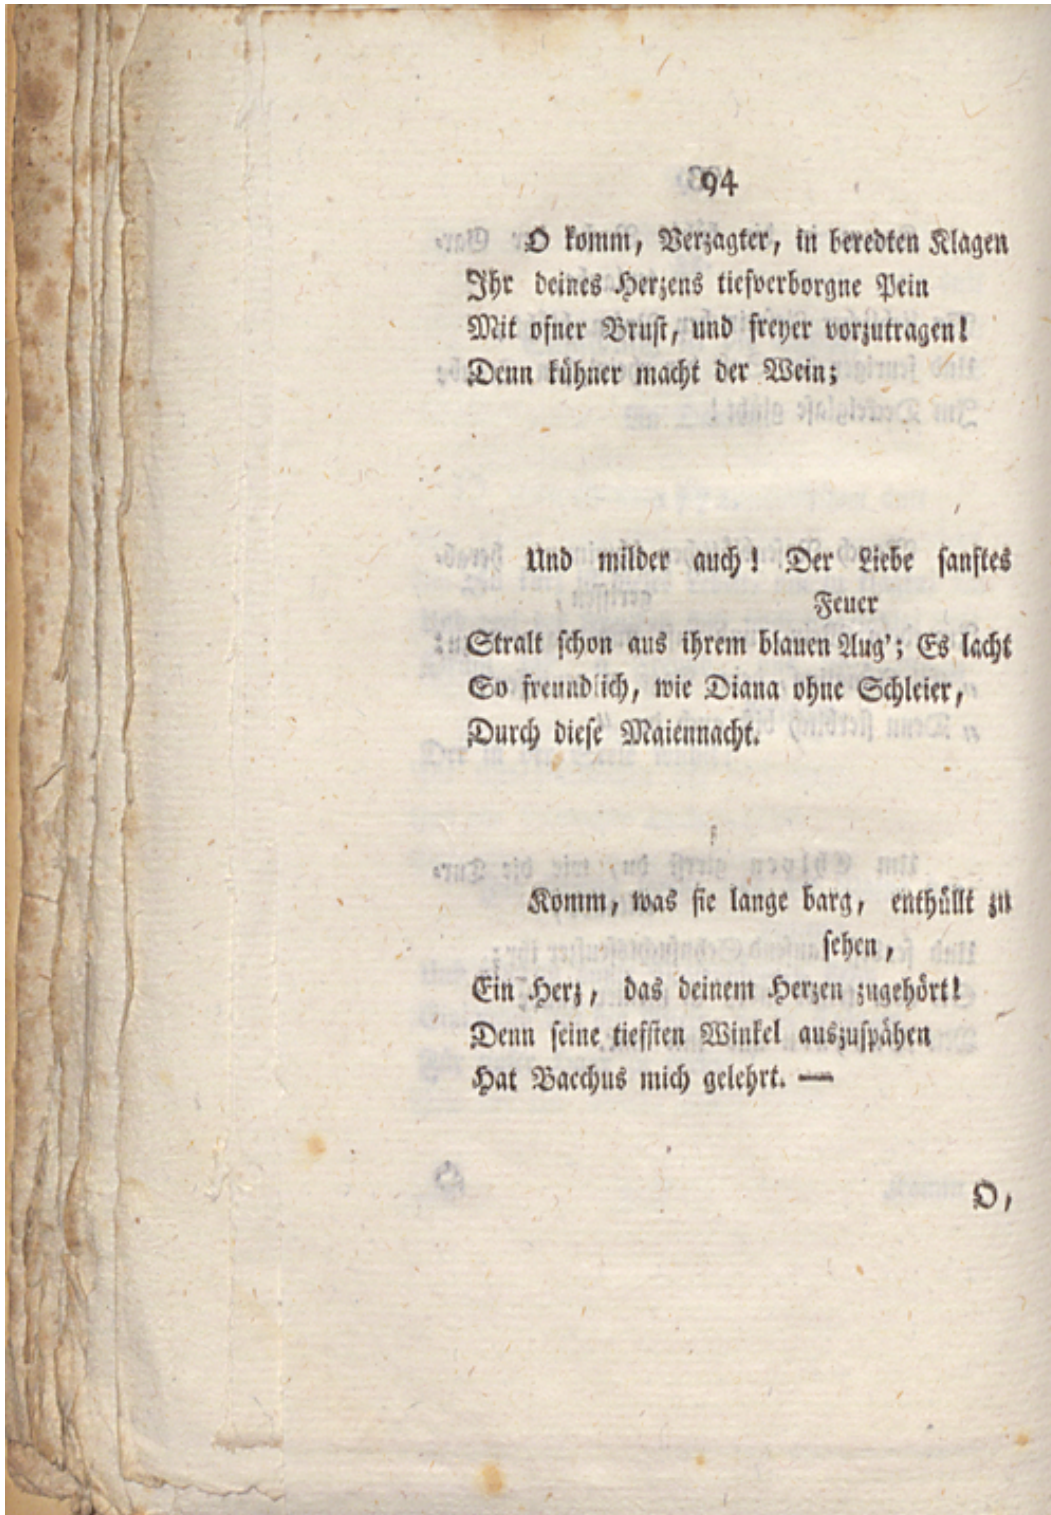 94
O komm, Verzagter, in beredten Klagen
Ihr deines Herzens tiefverborgne Pein
Mit ofner Brust, und freyer vorzutragen!
Denn kühner macht der Wein;
Und milder auch! Der Liebe sanftes
Feuer
Stralt schon aus ihrem blauen Aug'; Es lacht
So freundlich, wie Diana ohne Schleier,
Durch diese Maiennacht.
Komm, was sie lange barg, enthüllt zu
sehen,
Ein Herz, das deinem Herzen zugehört!
Denn seine tiefsten Winkel auszuspähen
Hat Bacchus mich gelehrt. —
O,